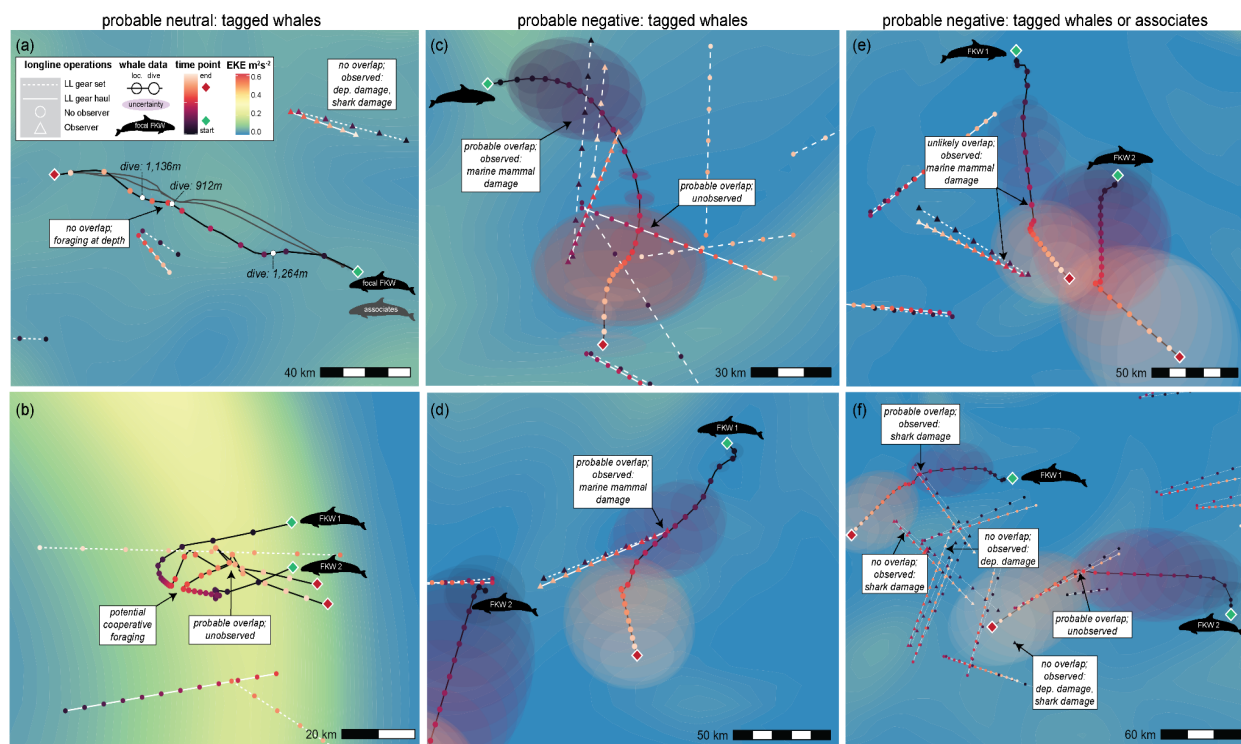 probable neutral: tagged whales
probable negative: tagged whales
probable negative: tagged whales or associates
(a)
longline operations
whale data
time point
EKE m²s⁻²
LL gear set
LL gear haul
No observer
Observer
loc. dive
uncertainty
focal FKW
end
start
0.6
0.4
0.2
0.0
no overlap;
observed:
dep. damage,
shark damage
dive: 1,136m
dive: 912m
no overlap;
foraging at depth
dive: 1,264m
focal FKW
associates
40 km
(b)
FKW 1
FKW 2
potential
cooperative
foraging
probable overlap;
unobserved
20 km
(c)
probable overlap;
observed:
marine mammal
damage
probable overlap;
unobserved
30 km
(d)
FKW 1
probable overlap;
observed:
marine mammal
damage
FKW 2
50 km
(e)
FKW 1
unlikely overlap;
observed:
marine mammal
damage
FKW 2
50 km
(f)
probable overlap;
observed:
shark damage
FKW 1
no overlap;
observed:
shark damage
no overlap;
observed:
dep. damage
probable overlap;
unobserved
FKW 2
no overlap;
observed:
dep. damage,
shark damage
60 km